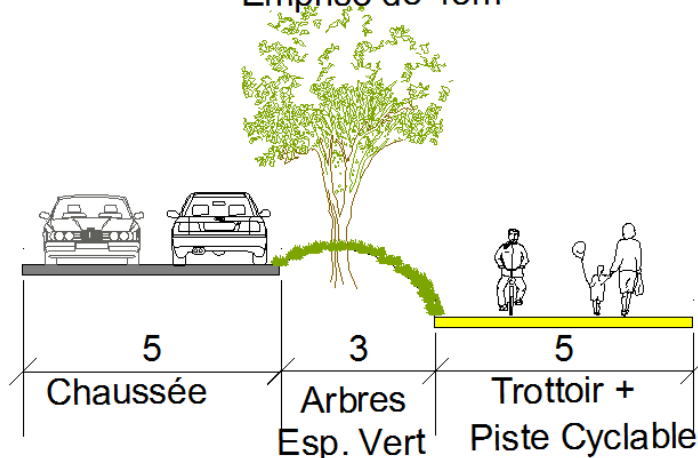 5
3
5
Chaussée
Arbres
Esp. Vert
Trottoir +
Piste Cyclable